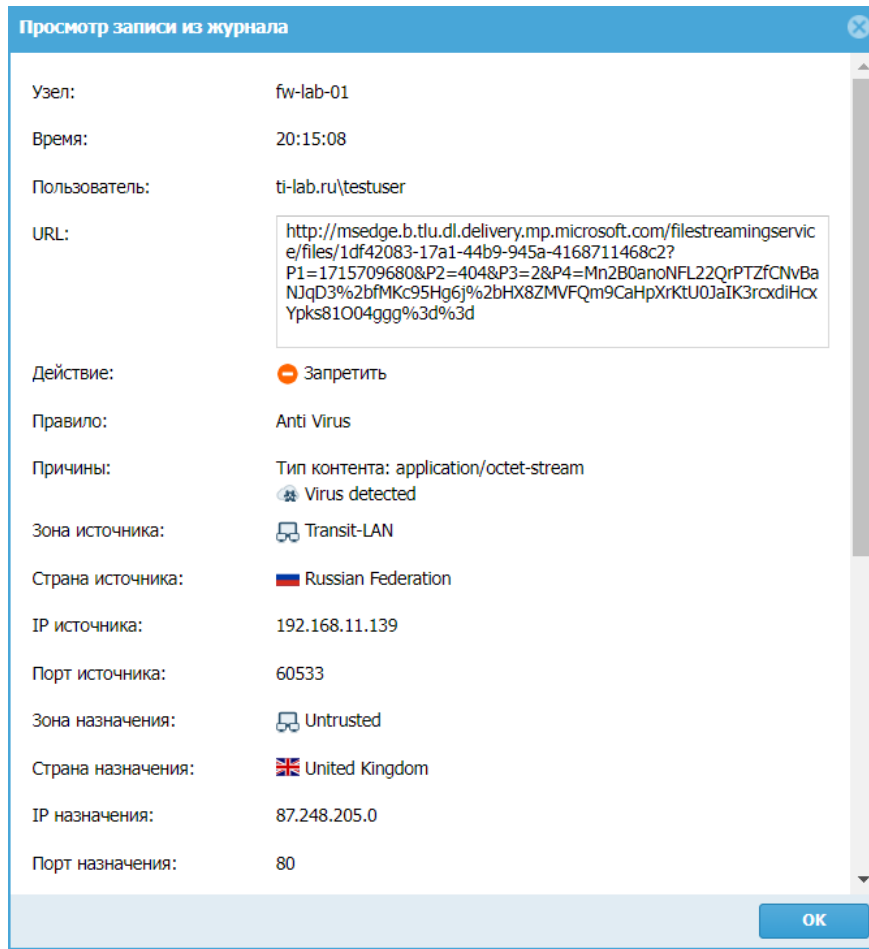 Просмотр записи из журнала
Узел: fw-lab-01
Время: 20:15:08
Пользователь: ti-lab.ru\testuser
URL: http://msedge.b.tlu.dl.delivery.mp.microsoft.com/filestreamingservic
e/files/1df42083-17a1-44b9-945a-4168711468c2?
P1=1715709680&P2=404&P3=2&P4=Mn2B0anoNFL22QrPTZfCNvBa
NJqD3%2bfMKc95Hg6j%2bHX8ZMVFQm9CaHpXrKtU0JaIK3rcxdiHcx
Ypks81O04ggg%3d%3d
Действие: Запретить
Правило: Anti Virus
Причины: Тип контента: application/octet-stream
Virus detected
Зона источника: Transit-LAN
Страна источника: Russian Federation
IP источника: 192.168.11.139
Порт источника: 60533
Зона назначения: Untrusted
Страна назначения: United Kingdom
IP назначения: 87.248.205.0
Порт назначения: 80
OK